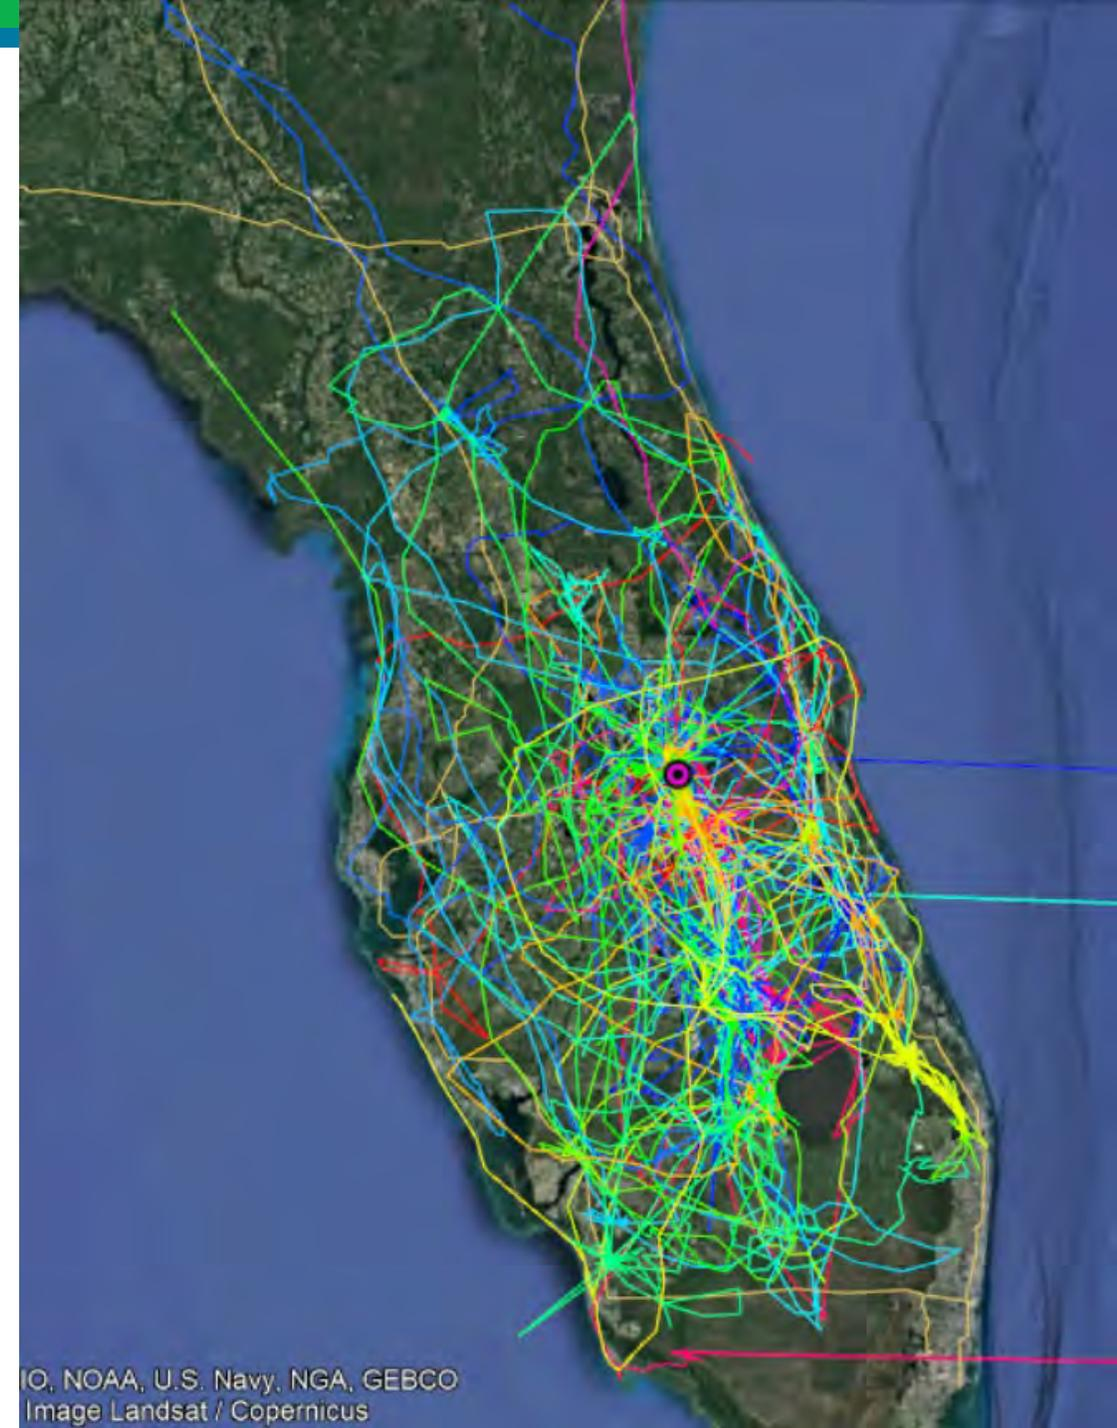 IO, NOAA, U.S. Navy, NGA, GEBCO
Image Landsat / Copernicus